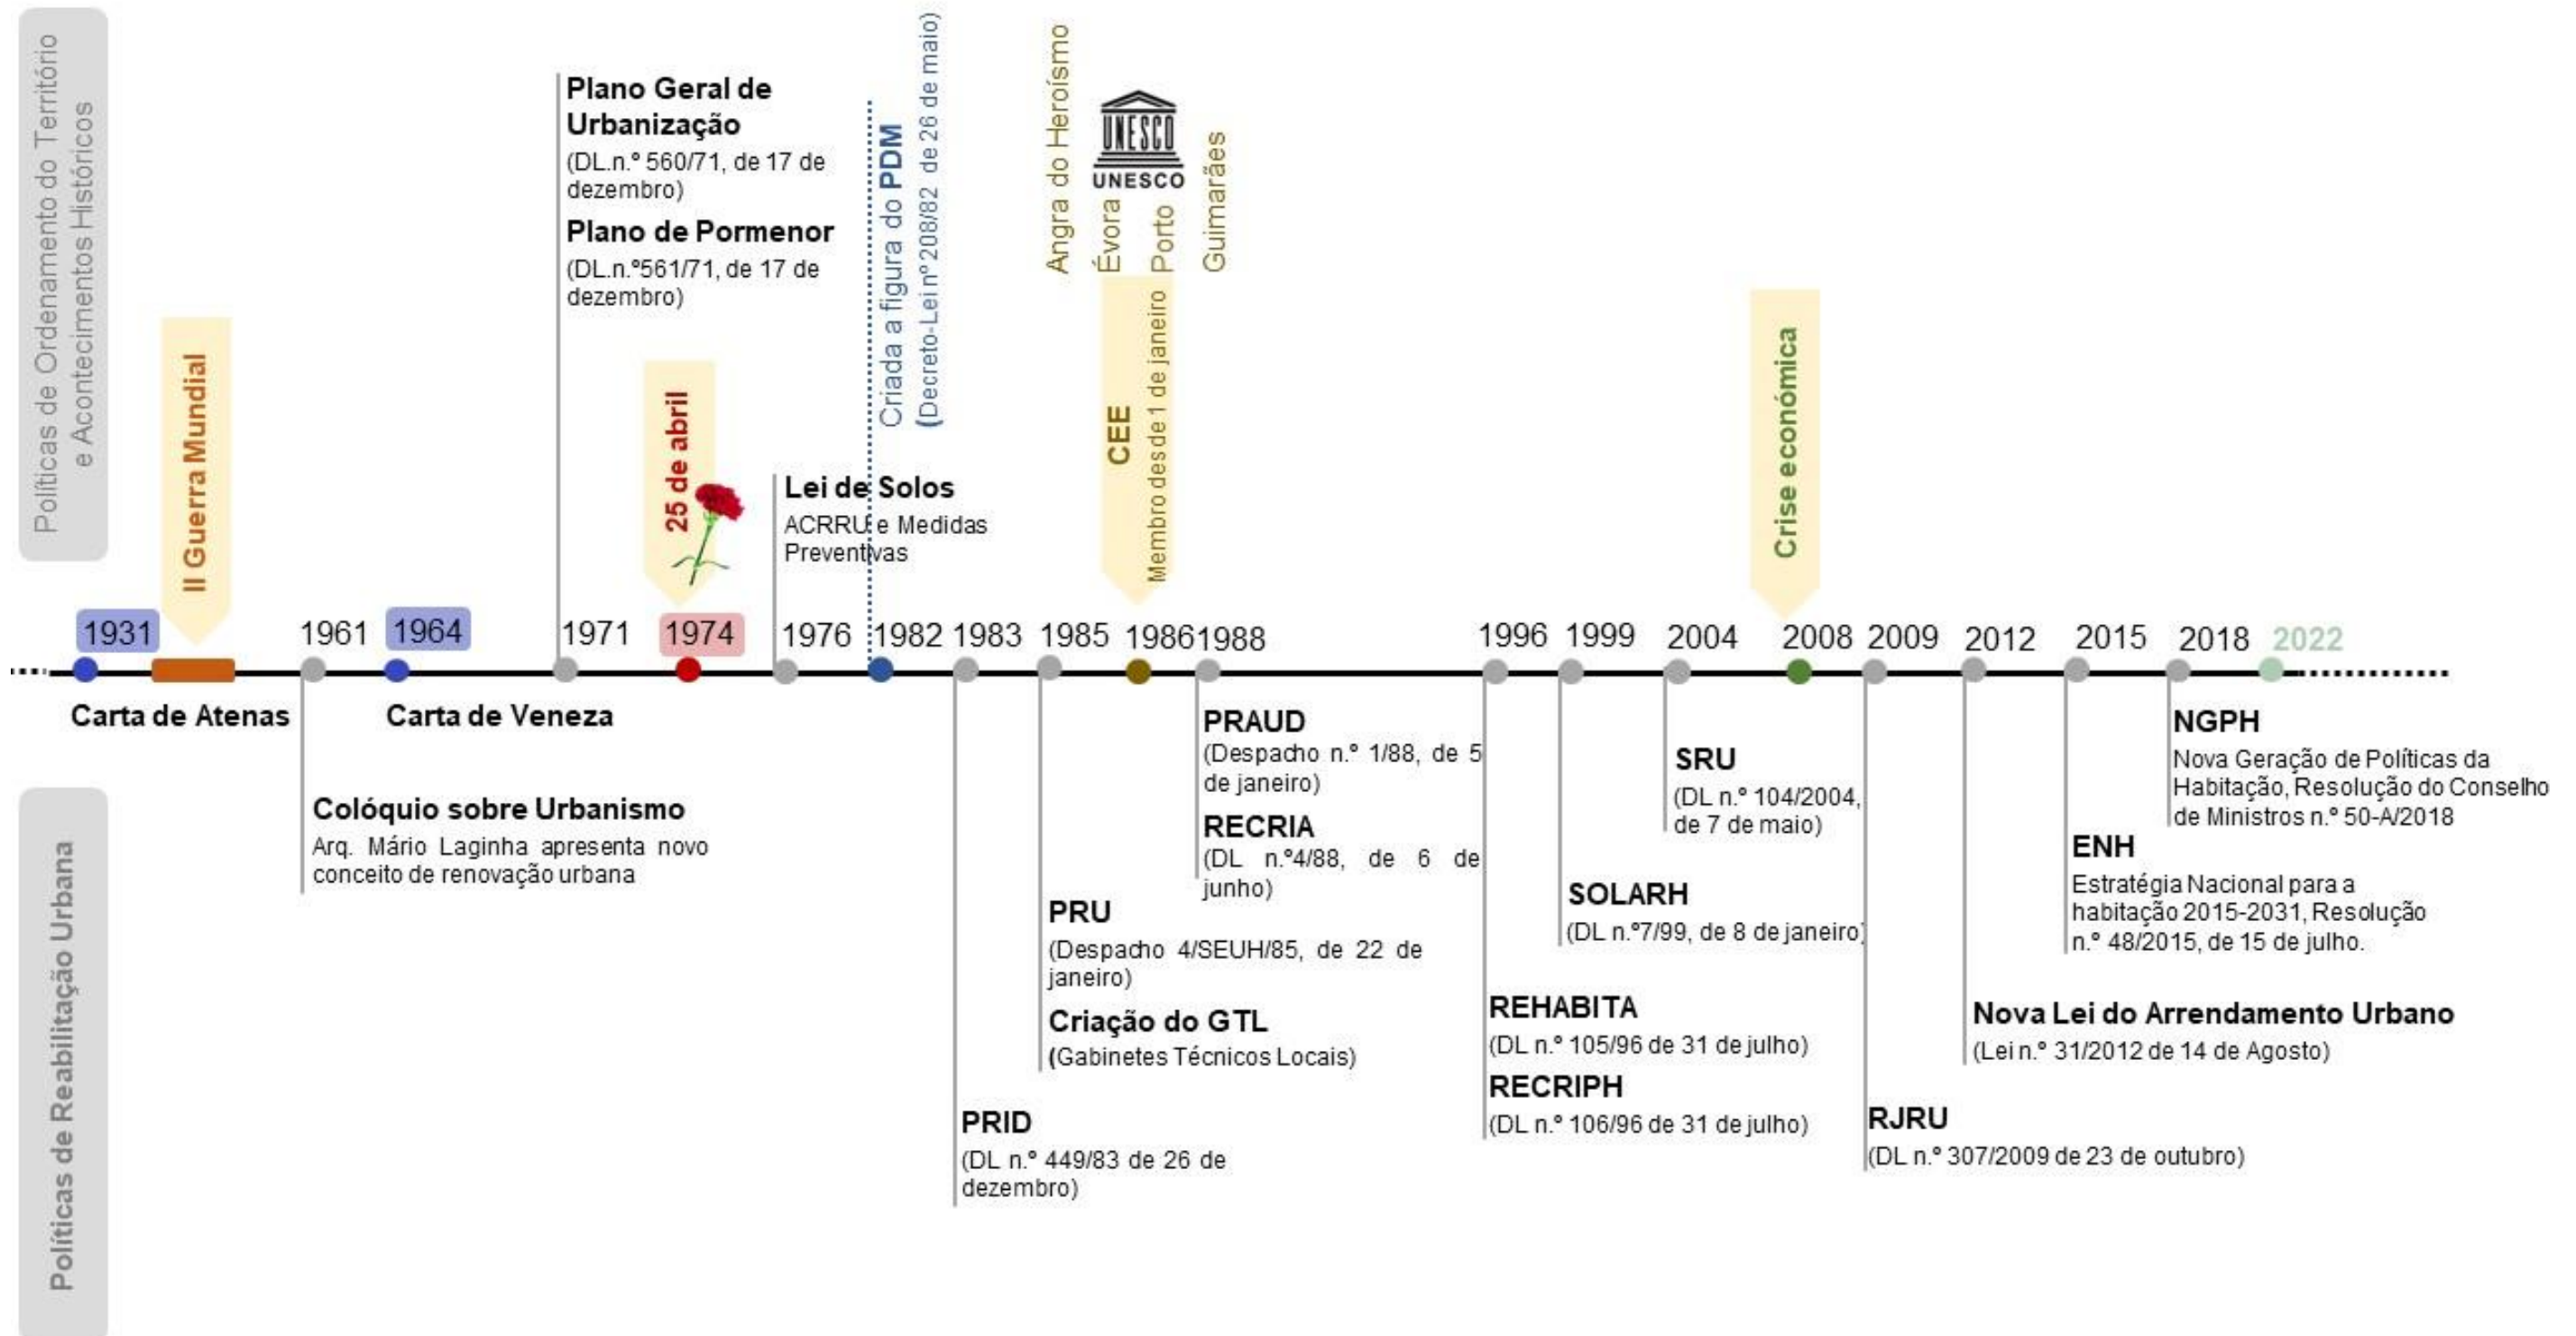 Políticas de Ordenamento do Território
e Acontecimentos Históricos
II Guerra Mundial
Plano Geral de
Urbanização
(DL.n.º 560/71, de 17 de
dezembro)
Plano de Pormenor
(DL.n.º561/71, de 17 de
dezembro)
25 de abril
Lei de Solos
ACRRU e Medidas
Preventivas
Criada a figura do PDM
(Decreto-Lei nº208/82 de 26 de maio)
Angra do Heroísmo
Évora
UNESCO
UNESCO
Porto
Guimarães
CEE
Membro desde 1 de janeiro
Crise económica
1931
1961
1964
1971
1974
1976
1982
1983
1985
1986
1988
1996
1999
2004
2008
2009
2012
2015
2018
2022
Políticas de Reabilitação Urbana
Carta de Atenas
Colóquio sobre Urbanismo
Arq. Mário Laginha apresenta novo
conceito de renovação urbana
Carta de Veneza
PRID
(DL n.º 449/83 de 26 de
dezembro)
PRU
(Despacho 4/SEUH/85, de 22 de
janeiro)
Criação do GTL
(Gabinetes Técnicos Locais)
PRAUD
(Despacho n.º 1/88, de 5
de janeiro)
RECRIA
(DL n.º4/88, de 6 de
junho)
REHABITA
(DL n.º 105/96 de 31 de julho)
RECRIPH
(DL n.º 106/96 de 31 de julho)
SOLARH
(DL n.º7/99, de 8 de janeiro)
SRU
(DL n.º 104/2004,
de 7 de maio)
RJRU
(DL n.º 307/2009 de 23 de outubro)
Nova Lei do Arrendamento Urbano
(Lei n.º 31/2012 de 14 de Agosto)
ENH
Estratégia Nacional para a
habitação 2015-2031, Resolução
n.º 48/2015, de 15 de julho.
NGPH
Nova Geração de Políticas da
Habitação, Resolução do Conselho
de Ministros n.º 50-A/2018